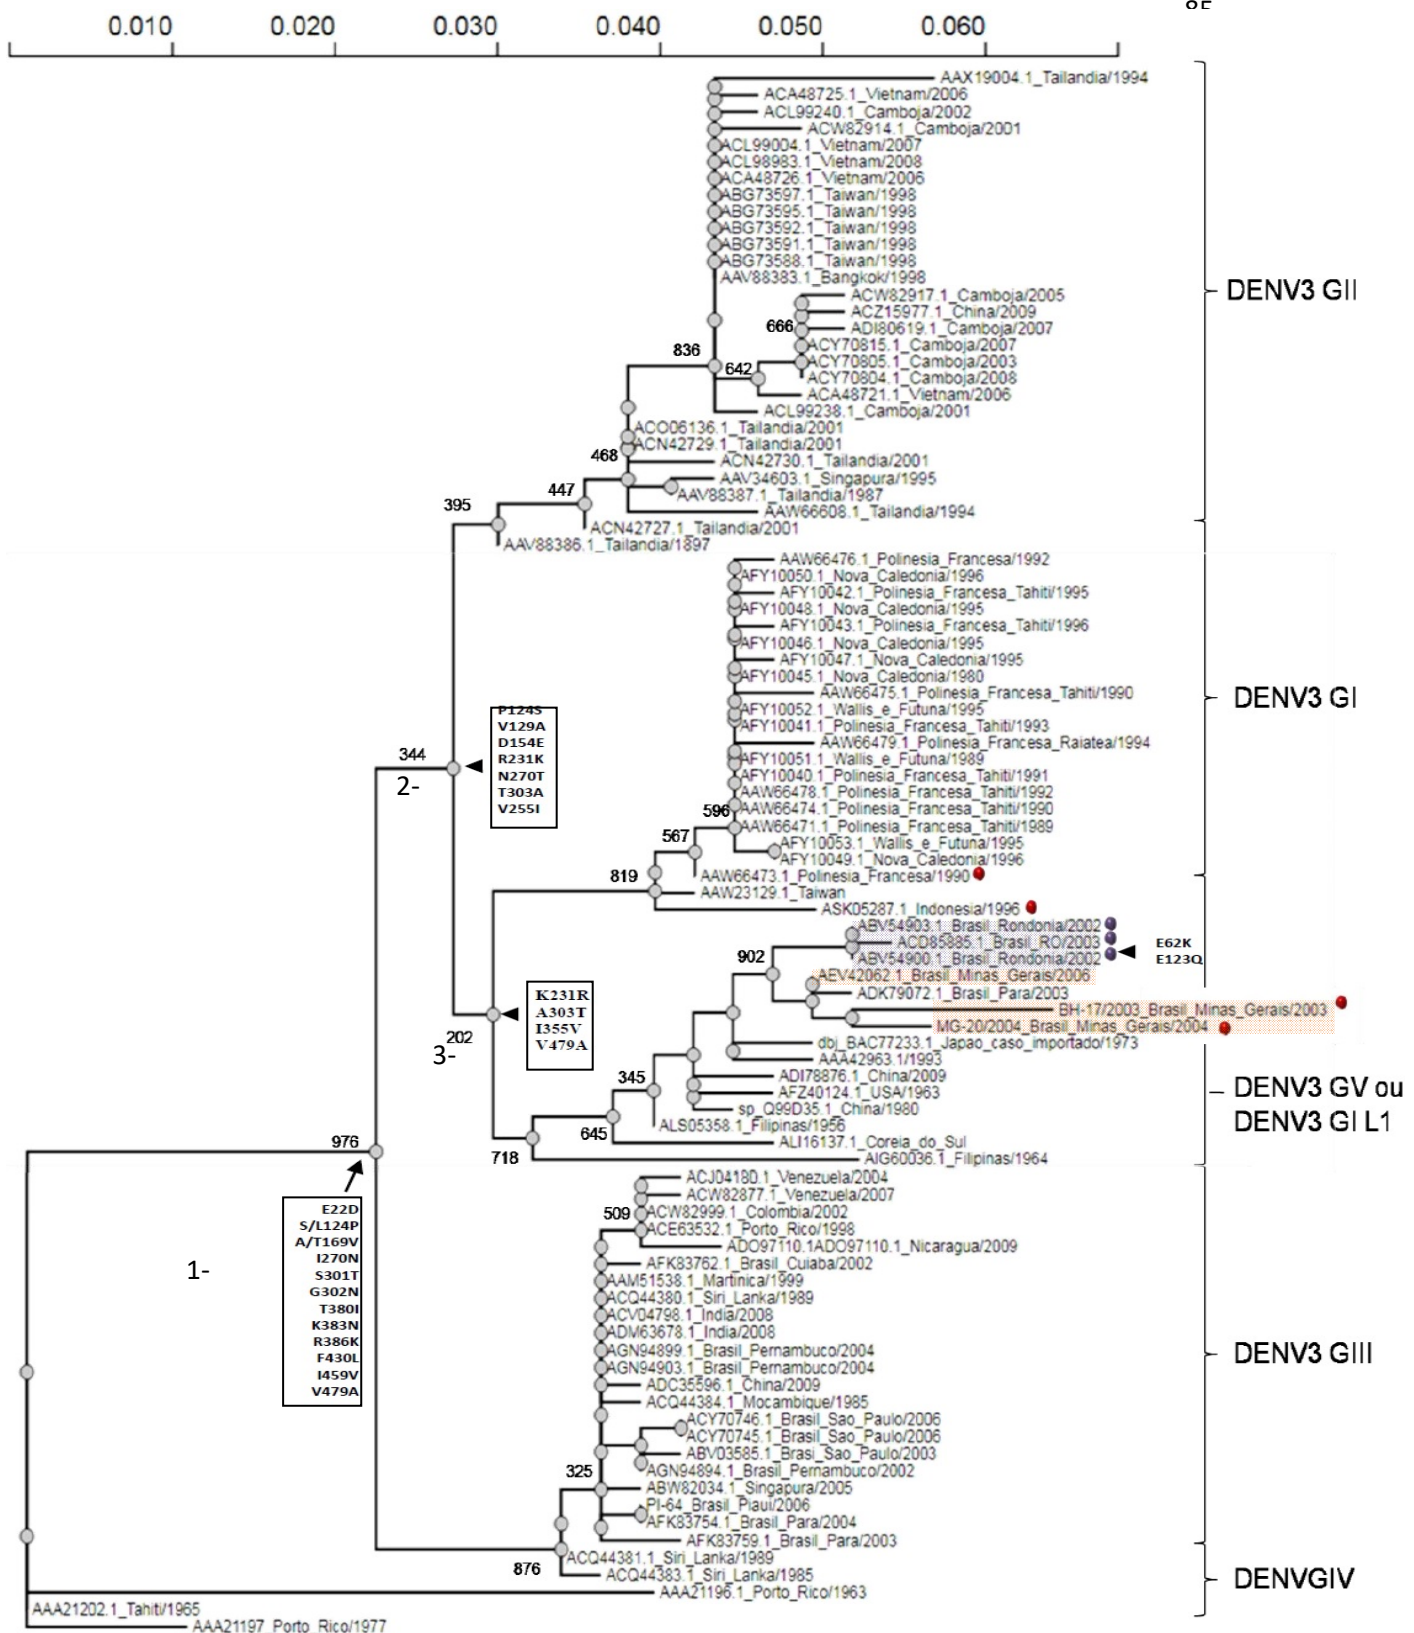 85
0.010 0.020 0.030 0.040 0.050 0.060
AAX19004.1_Tailandia/1994
ACA48725.1_Vietnam/2006
ACL99240.1_Camboja/2002
ACW82914.1_Camboja/2001
ACL99004.1_Vietnam/2007
ACL98983.1_Vietnam/2008
ACA48726.1_Vietnam/2006
ABG73597.1_Taiwan/1998
ABG73595.1_Taiwan/1998
ABG73592.1_Taiwan/1998
ABG73591.1_Taiwan/1998
ABG73588.1_Taiwan/1998
AAV88383.1_Bangkok/1998
DENV3 GII
ACW82917.1_Camboja/2005
ACZ15977.1_China/2009
666
ADI80619.1_Camboja/2007
ACY70815.1_Camboja/2007
836
ACY70805.1_Camboja/2003
642
ACY70804.1_Camboja/2008
ACA48721.1_Vietnam/2006
ACL99238.1_Camboja/2001
ACO06136.1_Tailandia/2001
ACN42729.1_Tailandia/2001
468
ACN42730.1_Tailandia/2001
AAV34603.1_Singapura/1995
447
AAV88387.1_Tailandia/1987
395
AAW66608.1_Tailandia/1994
ACN42727.1_Tailandia/2001
AAV88386.1_Tailandia/1897
AAW66476.1_Polinesia_Francesa/1992
AFY10050.1_Nova_Caledonia/1996
AFY10042.1_Polinesia_Francesa_Tahiti/1995
AFY10048.1_Nova_Caledonia/1995
AFY10043.1_Polinesia_Francesa_Tahiti/1996
AFY10046.1_Nova_Caledonia/1995
AFY10047.1_Nova_Caledonia/1995
AFY10045.1_Nova_Caledonia/1980
AAW66475.1_Polinesia_Francesa_Tahiti/1990
DENV3 GI
AFY10052.1_Wallis_e_Futuna/1995
AFY10041.1_Polinesia_Francesa_Tahiti/1993
AAW66479.1_Polinesia_Francesa_Raiatea/1994
AFY10051.1_Wallis_e_Futuna/1989
AFY10040.1_Polinesia_Francesa_Tahiti/1991
AAW66478.1_Polinesia_Francesa_Tahiti/1992
596
AAW66474.1_Polinesia_Francesa_Tahiti/1990
AAW66471.1_Polinesia_Francesa_Tahiti/1989
567
AFY10053.1_Wallis_e_Futuna/1995
AFY10049.1_Nova_Caledonia/1996
819
AAW66473.1_Polinesia_Francesa/1990
AAW23129.1_Taiwan
ASK05287.1_Indonesia/1996
P124S
V129A
D154E
R231K
N270T
T303A
V255I
344
2-
ABV54903.1_Brasil_Rondonia/2002
ACD85885.1_Brasil_RO/2003
E62K
902
ABV54900.1_Brasil_Rondonia/2002
E123Q
AEV42062.1_Brasil_Minas_Gerais/2006
ADK79072.1_Brasil_Para/2003
BH-17/2003_Brasil_Minas_Gerais/2003
MG-20/2004_Brasil_Minas_Gerais/2004
dbj_BAC77233.1_Japao_caso_importado/1973
AAA42963.1/1993
K231R
A303T
I355V
V479A
202
3-
345
ADI78876.1_China/2009
AFZ40124.1_USA/1963
DENV3 GV ou
sp_Q99D35.1_China/1980
DENV3 GI L1
ALS05358.1_Filipinas/1956
645
ALI16137.1_Coreia_do_Sul
718
AIG60036.1_Filipinas/1964
976
E22D
S/L124P
A/T169V
I270N
S301T
G302N
T380I
K383N
R386K
F430L
I459V
V479A
1-
ACJ04180.1_Venezuela/2004
ACW82877.1_Venezuela/2007
509
ACW82999.1_Colombia/2002
ACE63532.1_Porto_Rico/1998
ADO97110.1ADO97110.1_Nicaragua/2009
AFK83762.1_Brasil_Cuiaba/2002
AAM51538.1_Martinica/1999
ACQ44380.1_Siri_Lanka/1989
ACV04798.1_India/2008
ADM63678.1_India/2008
AGN94899.1_Brasil_Pernambuco/2004
DENV3 GIII
AGN94903.1_Brasil_Pernambuco/2004
ADC35596.1_China/2009
ACQ44384.1_Mocambique/1985
ACY70746.1_Brasil_Sao_Paulo/2006
ACY70745.1_Brasil_Sao_Paulo/2006
ABV03585.1_Brasi_Sao_Paulo/2003
325
AGN94894.1_Brasil_Pernambuco/2002
ABW82034.1_Singapura/2005
PI-64_Brasil_Piaui/2006
AFK83754.1_Brasil_Para/2004
AFK83759.1_Brasil_Para/2003
ACQ44381.1_Siri_Lanka/1989
876
ACQ44383.1_Siri_Lanka/1985
DENVGIV
AAA21196.1_Porto_Rico/1963
AAA21202.1_Tahiti/1965
AAA21197_Porto_Rico/1977